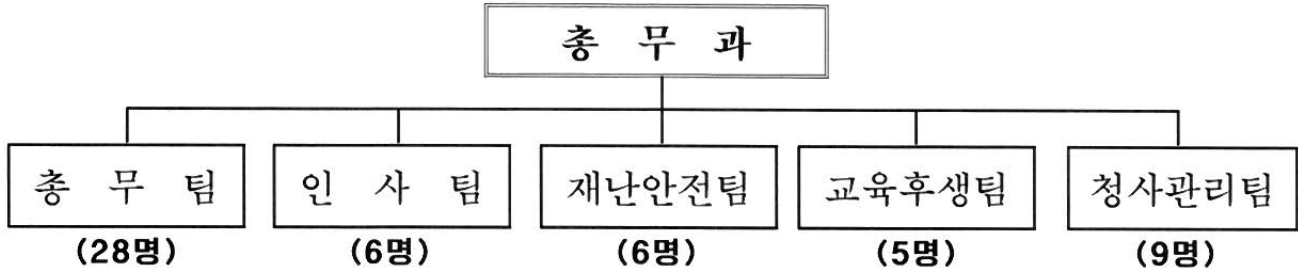 총 무 과
총 무 팀 인 사 팀 재난안전팀 교육후생팀 청사관리팀
(28명) (6명) (6명) (5명) (9명)